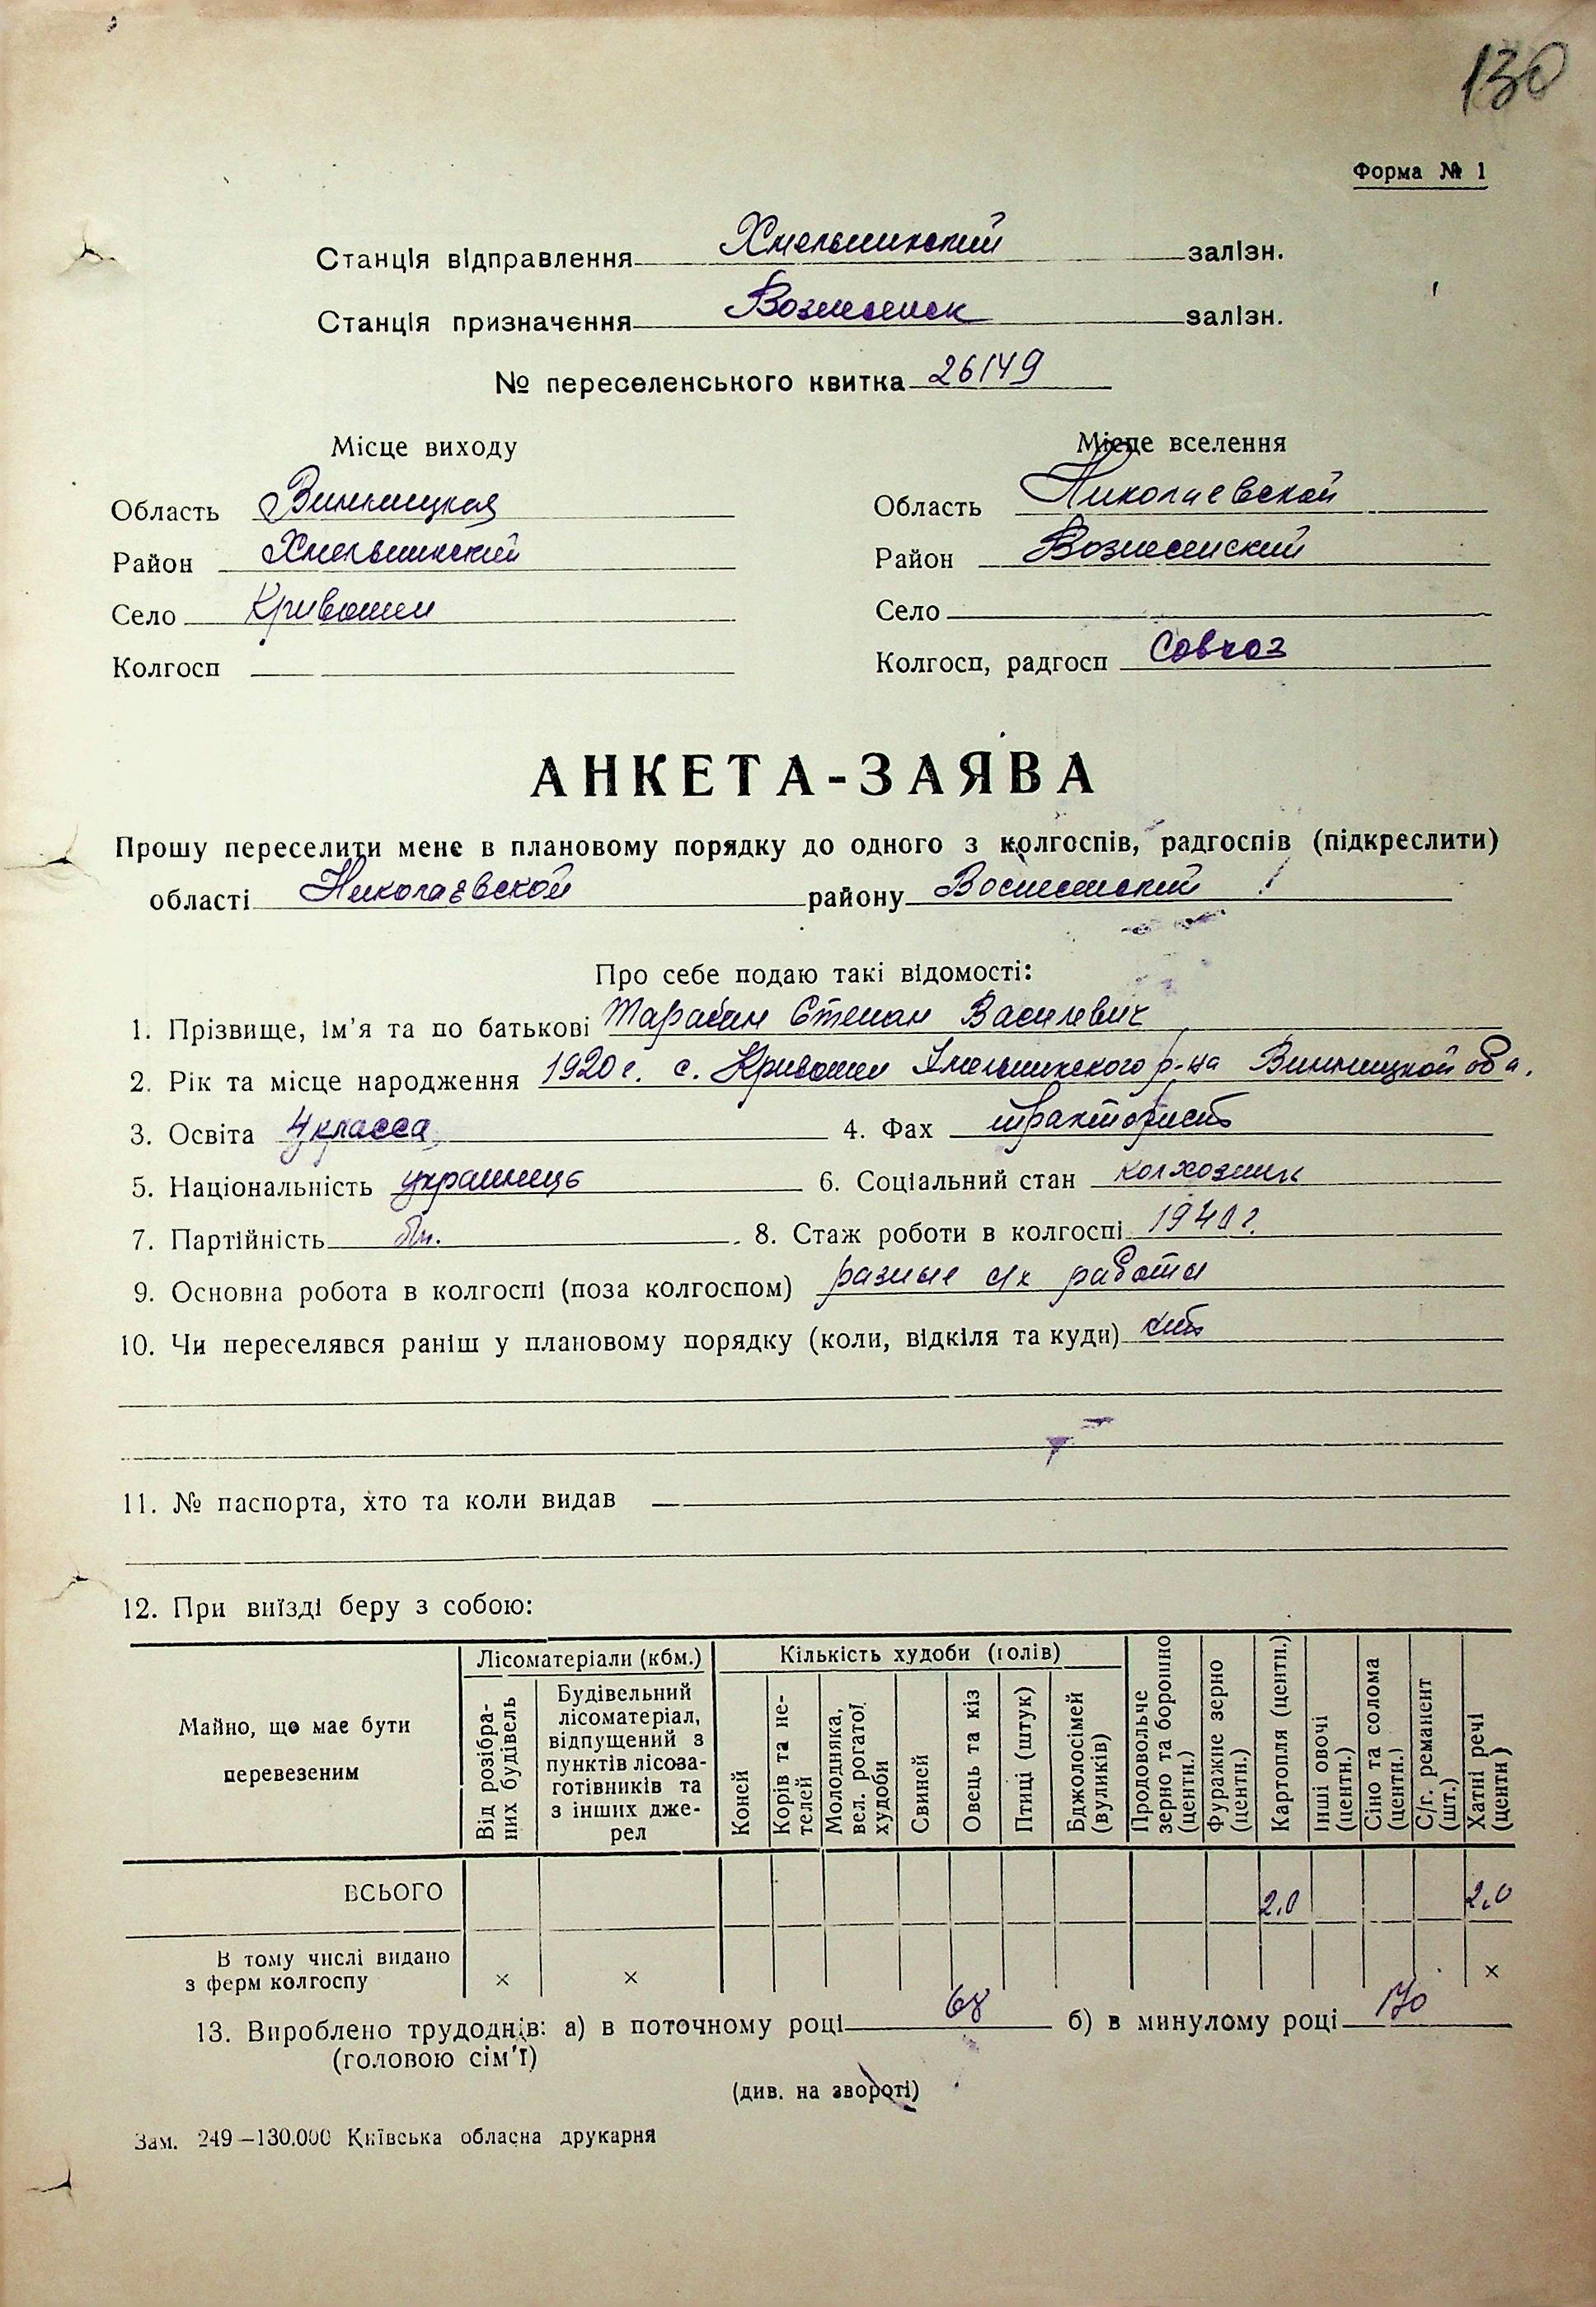 130
Форма № 1
Станція відправлення Хмельникский залізн.
Станція призначення Вознесенск залізн.
№ переселенського квитка 26149
Місце виходу
Область Винницкая
Район Хмельникский
Село Кривошеи
Колгосп
Місце вселення
Область Николаевской
Район Вознесенский
Село
Колгосп, радгосп Совхоз
АНКЕТА-ЗАЯВА
Прошу переселити мене в плановому порядку до одного з колгоспів, радгоспів (підкреслити)
області Николаевской району Вознесенский
Про себе подаю такі відомості:
1. Прізвище, ім'я та по батькові Степан Василевич
2. Рік та місце народження 1920 г. с. Кривошеи Хмельникского р-на Винницкой
3. Освіта 4 класса 4. Фах тракторист
5. Національність украинець 6. Соціальний стан колхозник
7. Партійність бп. 8. Стаж роботи в колгоспі 1940 г.
9. Основна робота в колгоспі (поза колгоспом) разные с/х работы
10. Чи переселявся раніш у плановому порядку (коли, відкіля та куди)
11. № паспорта, хто та коли видав —
12. При виїзді беру з собою:
Майно, що має бути перевезеним
Лісоматеріали (кбм.)
Від розібраних будівель
Будівельний лісоматеріал, відпущений з пунктів лісозаготівників та з інших джерел
Кількість худоби (голів)
Коней
Корів та нетелей
Молодняка, вел. рогатої худоби
Свиней
Овець та кіз
Птиці (штук)
Бджолосімей (вуликів)
Продовольче зерно та борошно (центн.)
Фуражне зерно (центн.)
Картопля (центн.)
Інші овочі (центн.)
Сіно та солома (центн.)
С/г. реманент (шт.)
Хатні речі (центн)
ВСЬОГО 2,0 2,0
В тому числі видано з ферм колгоспу × × ×
13. Вироблено трудоднів: а) в поточному році 68 б) в минулому році 170
(головою сім'ї)
(див. на звороті)
Зам. 249—130.000 Київська обласна друкарня